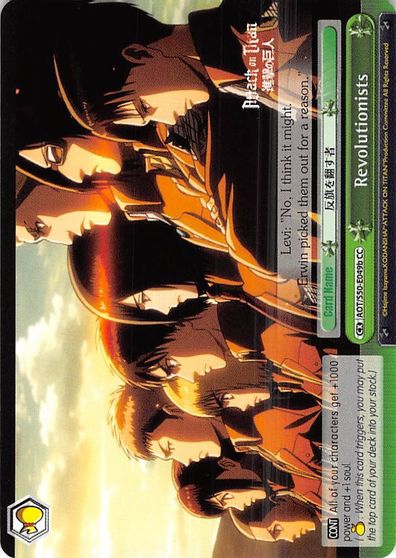 Attack on Titan
進撃の巨人
Levi: "No. I think it might.
Erwin picked them out for a reason."
Card Name
反旗を翻す者
Revolutionists
CX AOT/S50-E049b CC
©Hajime Isayama,KODANSHA/"ATTACK ON TITAN"Production Committee All Rights Reserved.
CONT All of your characters get +1000
power and +1 soul.
( : When this card triggers, you may put
the top card of your deck into your stock.)